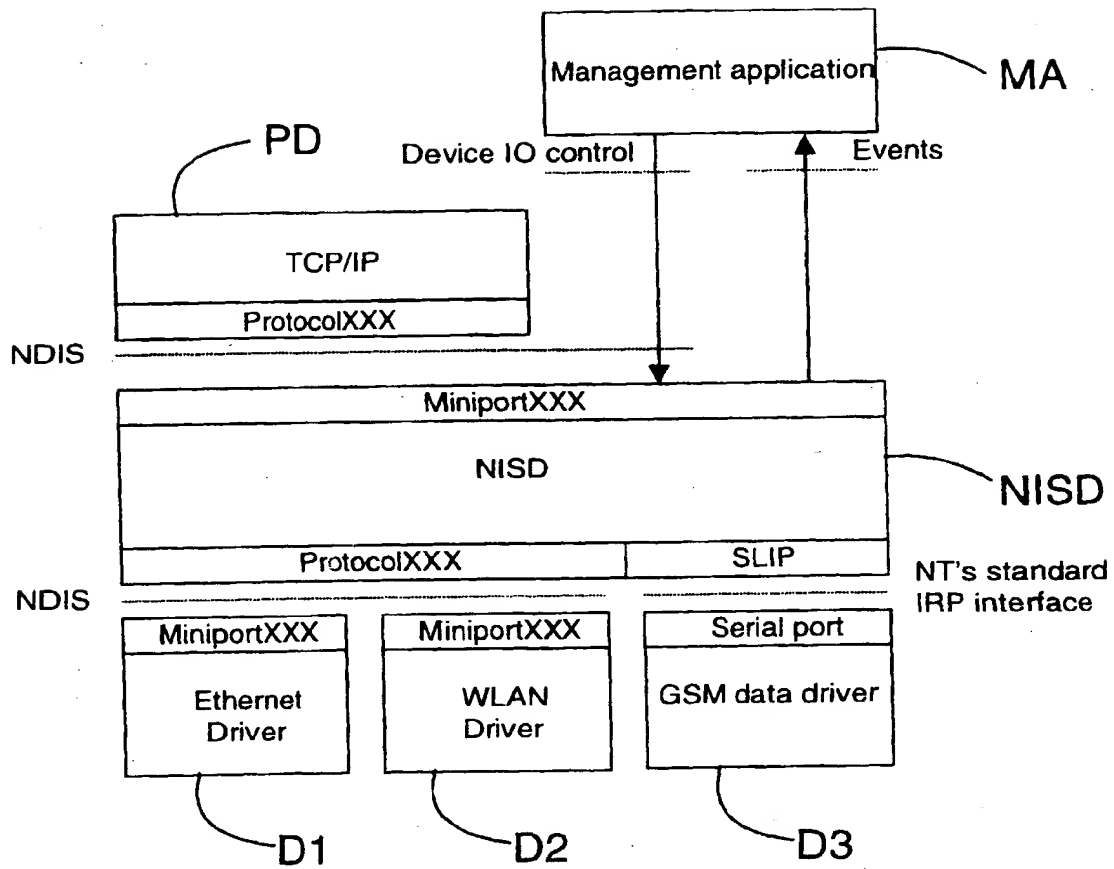 Management application
MA
PD
Device IO control
Events
TCP/IP
ProtocolXXX
NDIS
MiniportXXX
NISD
NISD
ProtocolXXX
SLIP
NDIS
NT's standard
IRP interface
MiniportXXX
MiniportXXX
Serial port
Ethernet
Driver
WLAN
Driver
GSM data driver
D1
D2
D3